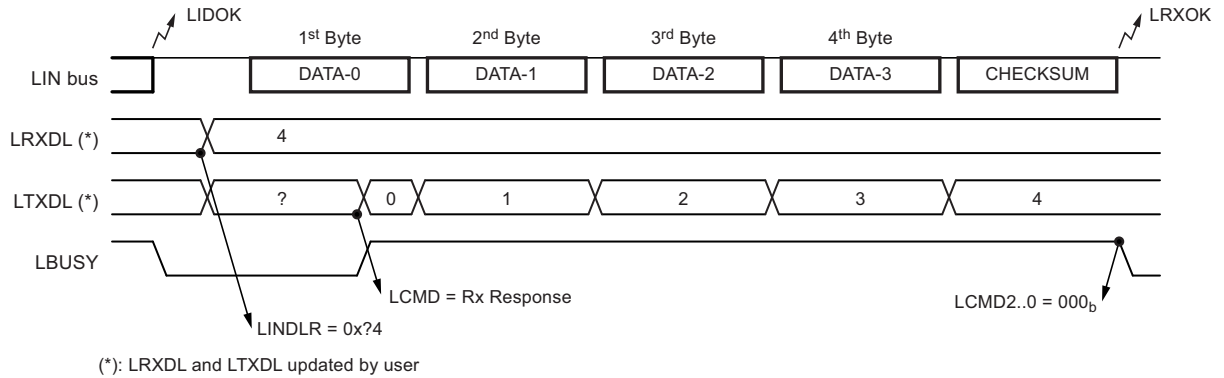 LIDOK
LRXOK
1st Byte 2nd Byte 3rd Byte 4th Byte
LIN bus DATA-0 DATA-1 DATA-2 DATA-3 CHECKSUM
LRXDL (*) 4
LTXDL (*) ? 0 1 2 3 4
LBUSY
LCMD = Rx Response
LCMD2..0 = 000b
LINDLR = 0x?4
(*): LRXDL and LTXDL updated by user